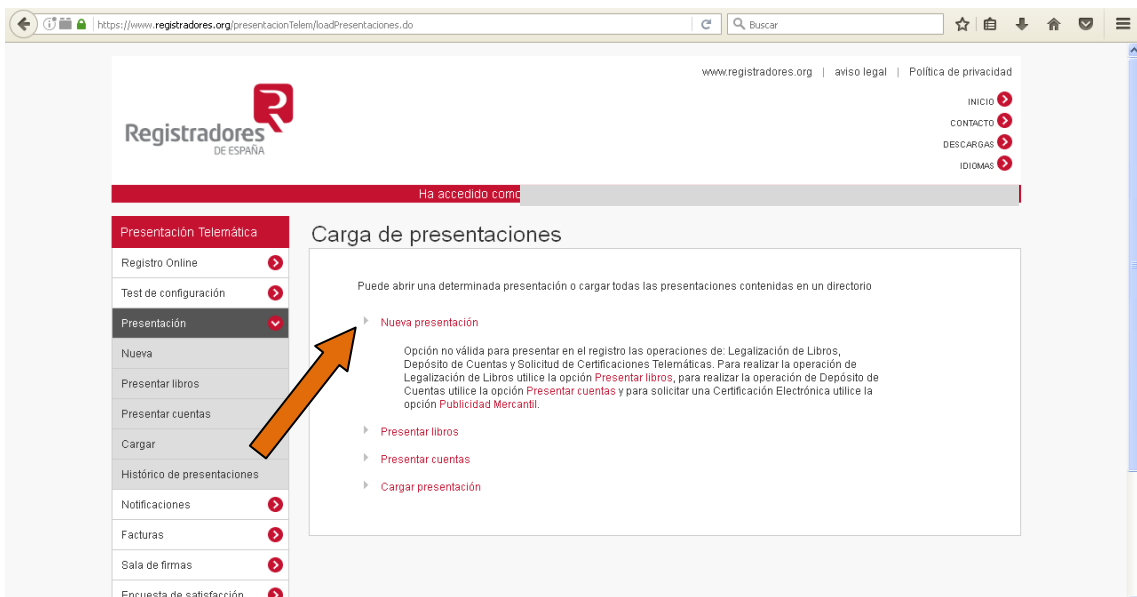 https://www.registradores.org/presentacionTelem/loadPresentaciones.do
Buscar
www.registradores.org | aviso legal | Política de privacidad
INICIO
CONTACTO
DESCARGAS
IDIOMAS
Registradores
DE ESPAÑA
Ha accedido como
Presentación Telemática
Registro Online
Test de configuración
Presentación
Nueva
Presentar libros
Presentar cuentas
Cargar
Histórico de presentaciones
Notificaciones
Facturas
Sala de firmas
Encuesta de satisfacción
Carga de presentaciones
Puede abrir una determinada presentación o cargar todas las presentaciones contenidas en un directorio
Nueva presentación
Opción no válida para presentar en el registro las operaciones de: Legalización de Libros,
Depósito de Cuentas y Solicitud de Certificaciones Telemáticas. Para realizar la operación de
Legalización de Libros utilice la opción Presentar libros, para realizar la operación de Depósito de
Cuentas utilice la opción Presentar cuentas y para solicitar una Certificación Electrónica utilice la
opción Publicidad Mercantil.
Presentar libros
Presentar cuentas
Cargar presentación